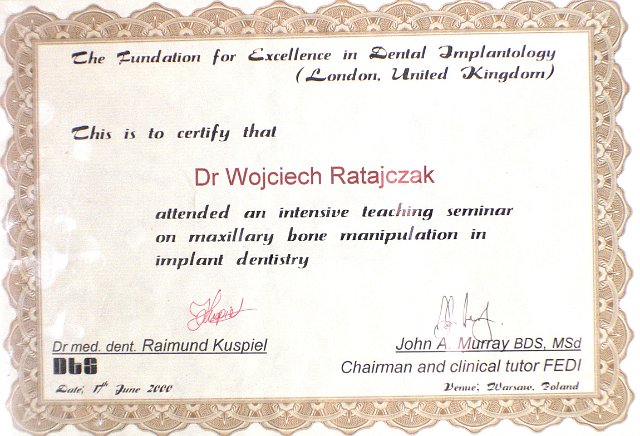 The Fundation for Excellence in Dental Implantology
(London, United Kingdom)
This is to certify that
Dr Wojciech Ratajczak
attended an intensive teaching seminar
on maxillary bone manipulation in
implant dentistry
Dr med. dent. Raimund Kuspiel
John A. Murray BDS, MSd
DtS
Chairman and clinical tutor FEDI
Date; 17th June 2000
Venue; Warsaw, Poland